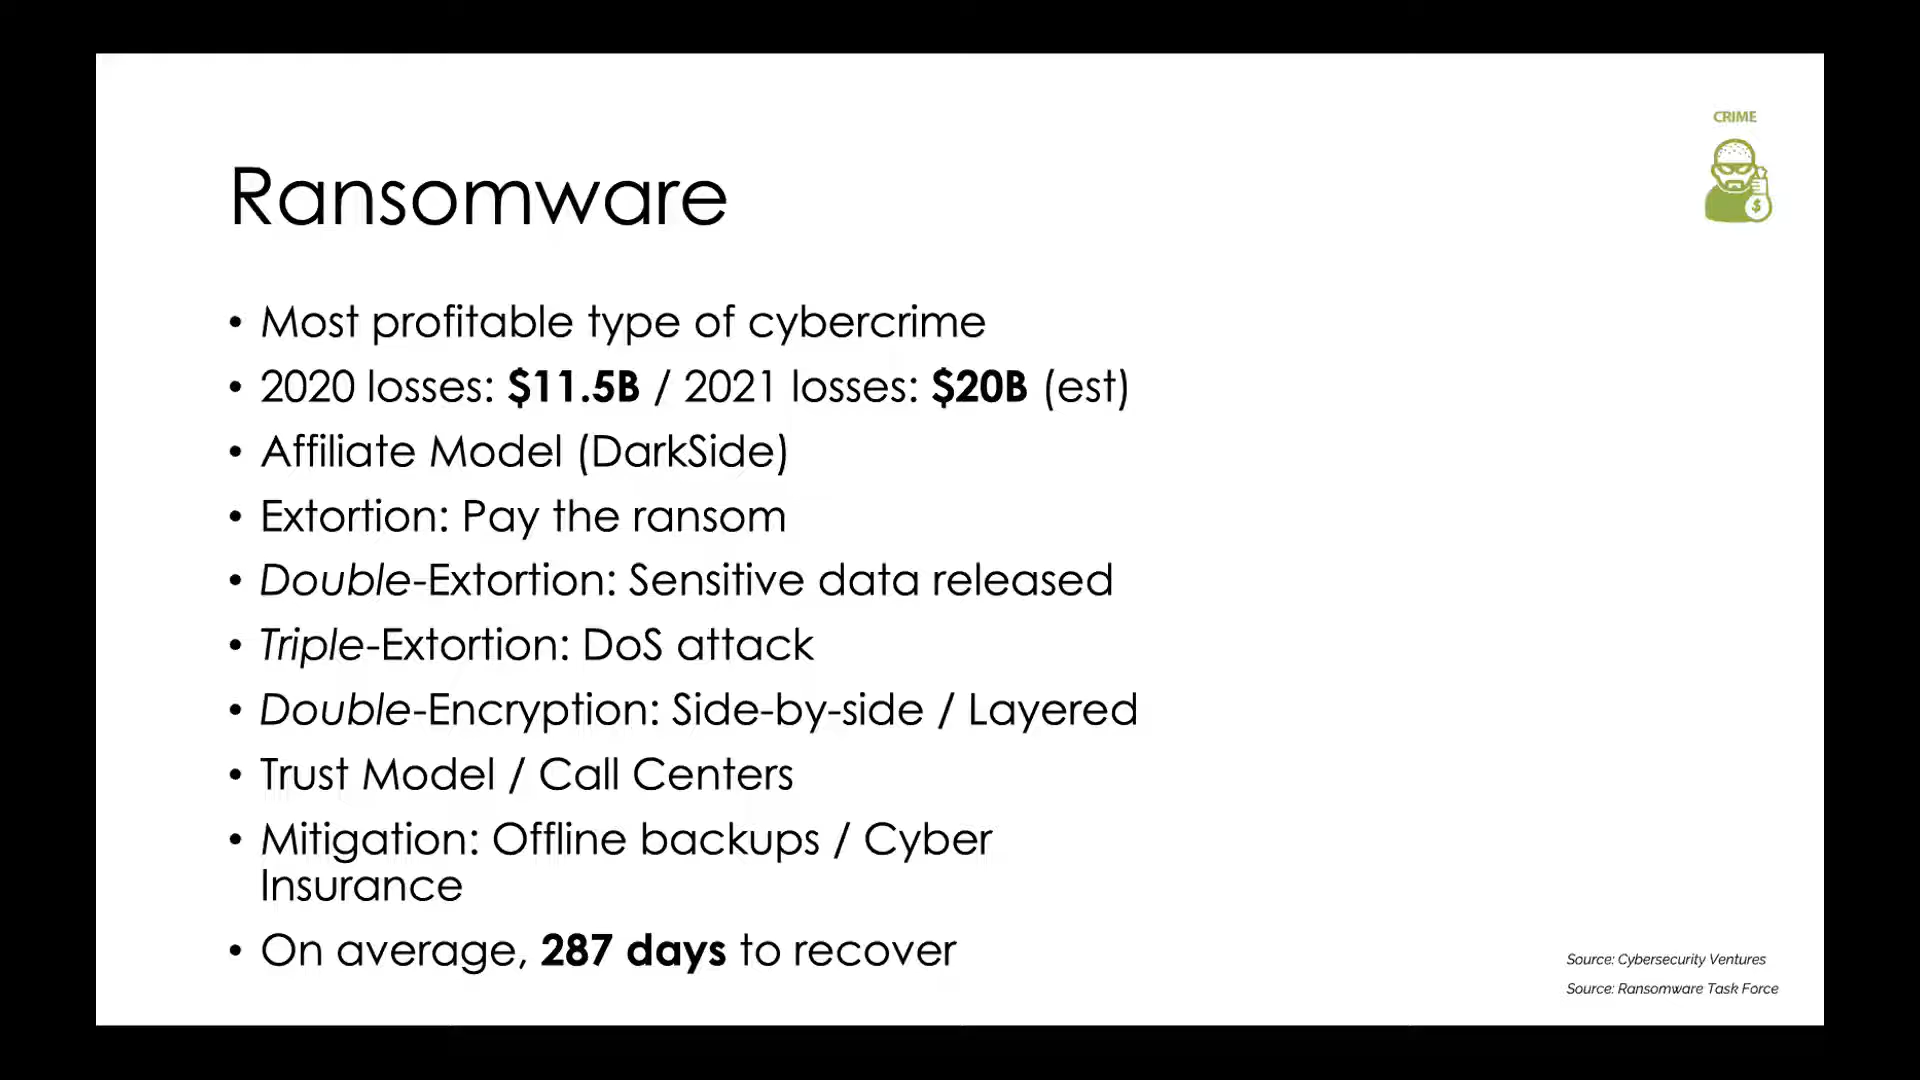 CRIME
$
Ransomware
• Most profitable type of cybercrime
• 2020 losses: $11.5B / 2021 losses: $20B (est)
• Affiliate Model (DarkSide)
• Extortion: Pay the ransom
• Double-Extortion: Sensitive data released
• Triple-Extortion: DoS attack
• Double-Encryption: Side-by-side / Layered
• Trust Model / Call Centers
• Mitigation: Offline backups / Cyber
Insurance
• On average, 287 days to recover
Source: Cybersecurity Ventures
Source: Ransomware Task Force